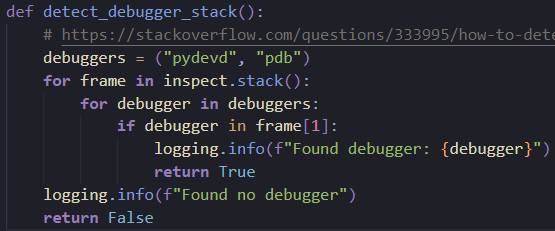 def detect_debugger_stack():
    # https://stackoverflow.com/questions/333995/how-to-dete
    debuggers = ("pydevd", "pdb")
    for frame in inspect.stack():
        for debugger in debuggers:
            if debugger in frame[1]:
                logging.info(f"Found debugger: {debugger}")
                return True
    logging.info(f"Found no debugger")
    return False